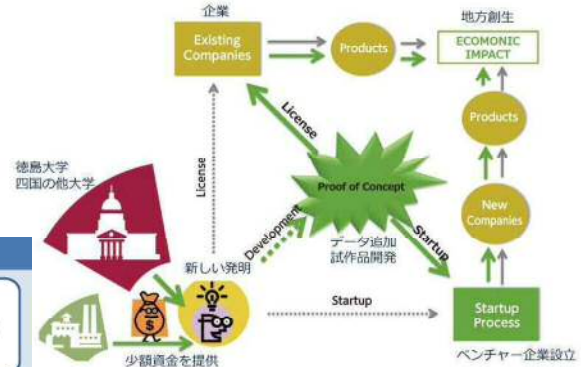 企業
Existing
Companies
Products
地方創生
ECOMONIC
IMPACT
Products
New
Companies
License
License
Proof of Concept
Development
Startup
データ追加
試作品開発
徳島大学
四国の他大学
新しい発明
Startup
Startup
Process
ベンチャー企業設立
$
少額資金を提供